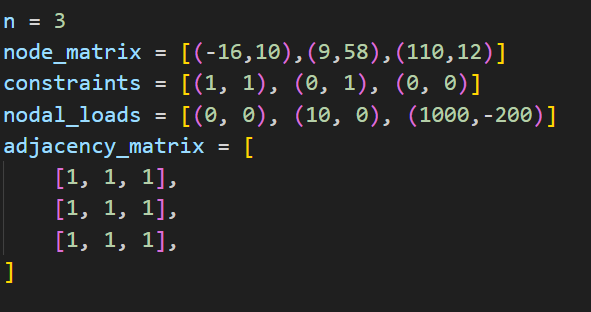 n = 3
node_matrix = [(-16,10),(9,58),(110,12)]
constraints = [(1, 1), (0, 1), (0, 0)]
nodal_loads = [(0, 0), (10, 0), (1000,-200)]
adjacency_matrix = [
    [1, 1, 1],
    [1, 1, 1],
    [1, 1, 1],
]